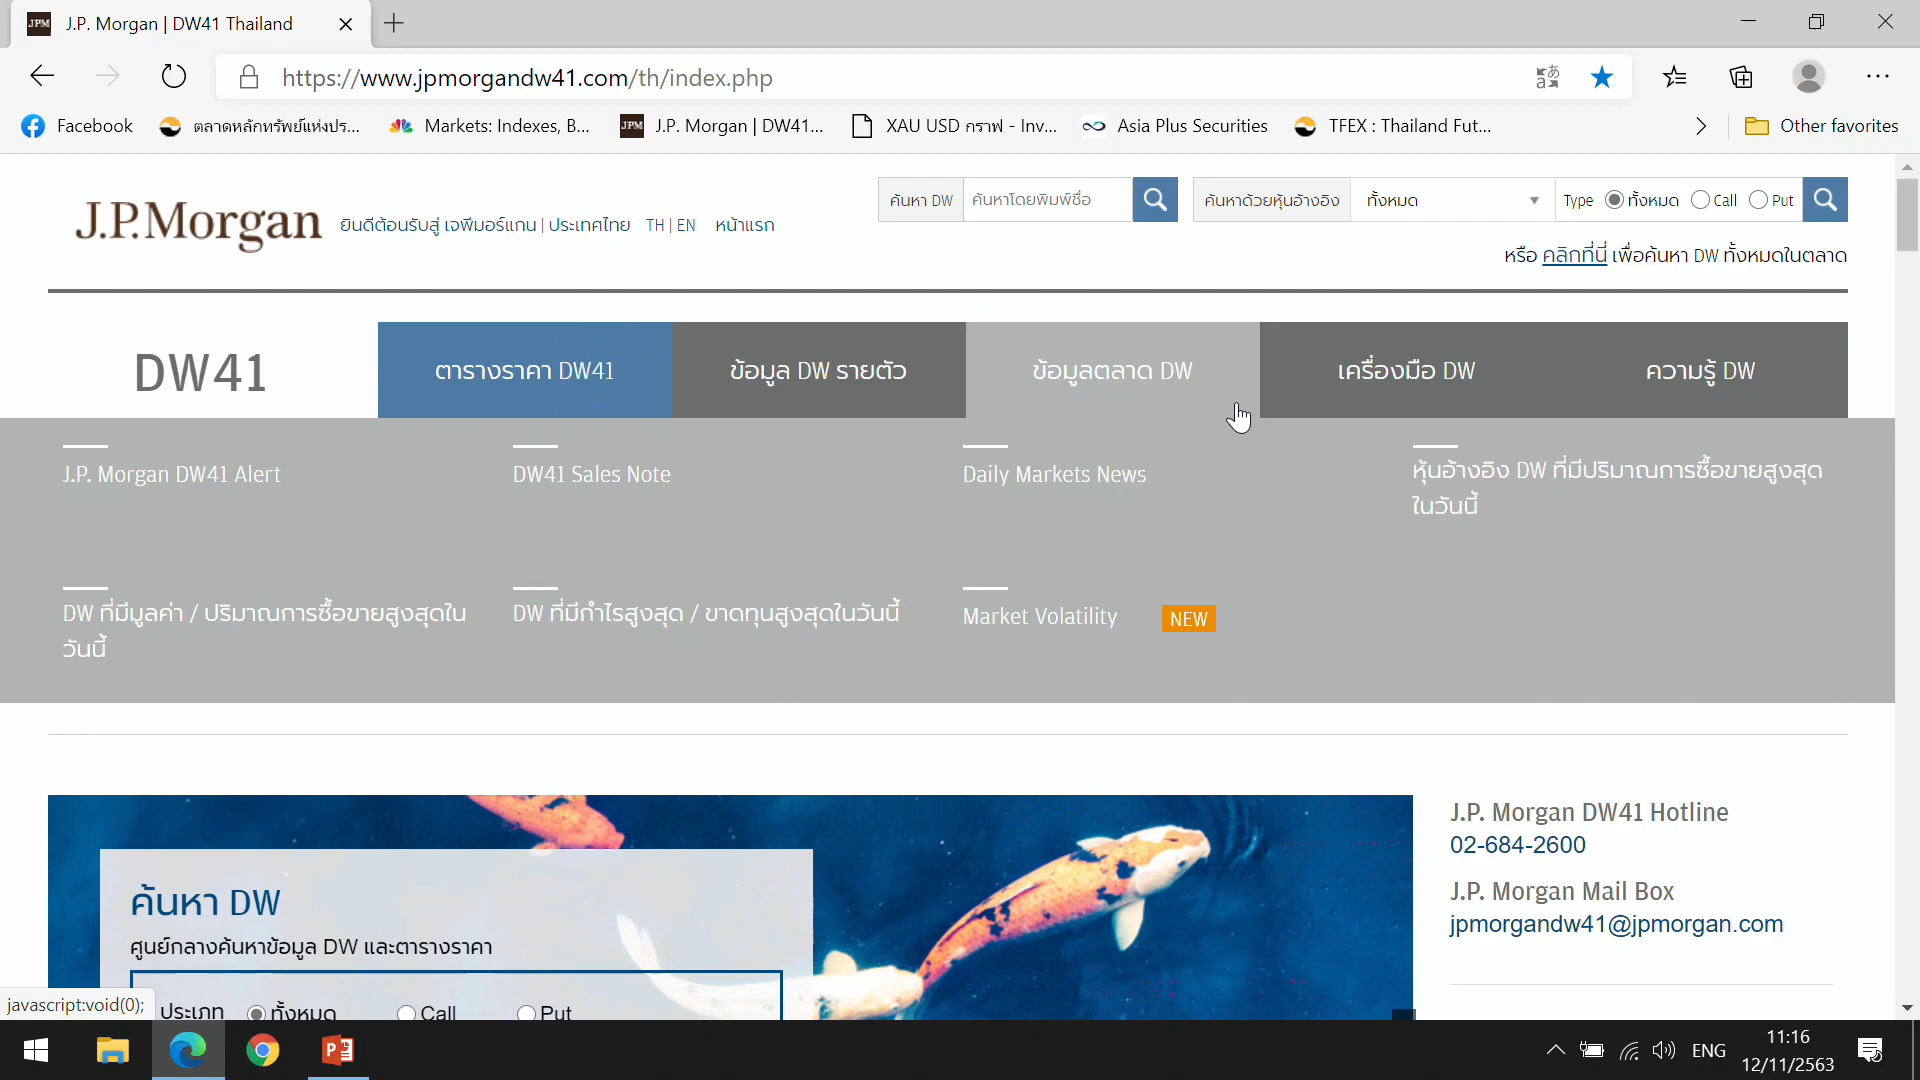 J.P. Morgan | DW41 Thailand
https://www.jpmorgandw41.com/th/index.php
Facebook
ตลาดหลักทรัพย์แห่งปร...
Markets: Indexes, B...
J.P. Morgan | DW41...
XAU USD กราฟ - Inv...
Asia Plus Securities
TFEX : Thailand Fut...
Other favorites
J.P.Morgan
ยินดีต้อนรับสู่ เจพีมอร์แกน | ประเทศไทย TH | EN หน้าแรก
ค้นหา DW
ค้นหาโดยพิมพ์ชื่อ
ค้นหาด้วยหุ้นอ้างอิง
ทั้งหมด
Type ทั้งหมด Call Put
หรือ คลิกที่นี่ เพื่อค้นหา DW ทั้งหมดในตลาด
DW41
ตารางราคา DW41
ข้อมูล DW รายตัว
ข้อมูลตลาด DW
เครื่องมือ DW
ความรู้ DW
J.P. Morgan DW41 Alert
DW41 Sales Note
Daily Markets News
หุ้นอ้างอิง DW ที่มีปริมาณการซื้อขายสูงสุด
ในวันนี้
DW ที่มีมูลค่า / ปริมาณการซื้อขายสูงสุดใน
วันนี้
DW ที่มีกำไรสูงสุด / ขาดทุนสูงสุดในวันนี้
Market Volatility NEW
ค้นหา DW
ศูนย์กลางค้นหาข้อมูล DW และตารางราคา
ประเภท ทั้งหมด Call Put
J.P. Morgan DW41 Hotline
02-684-2600
J.P. Morgan Mail Box
jpmorgandw41@jpmorgan.com
javascript:void(0);
ENG
11:16
12/11/2563